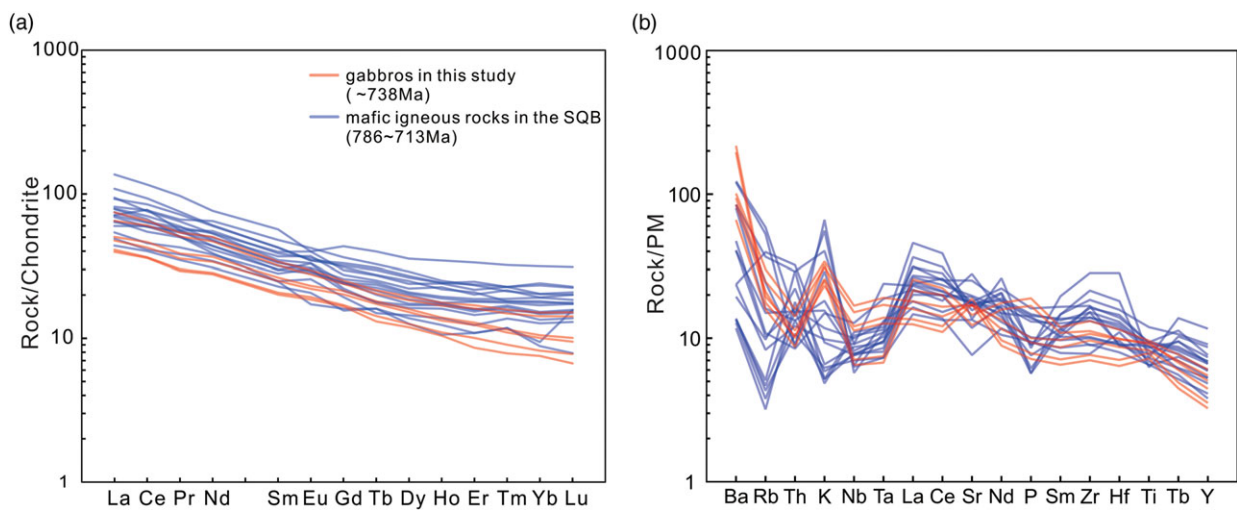 (a)
1000
100
10
1
Rock/Chondrite
gabbros in this study
( ~738Ma)
mafic igneous rocks in the SQB
(786~713Ma)
La Ce Pr Nd Sm Eu Gd Tb Dy Ho Er Tm Yb Lu
(b)
1000
100
10
1
Rock/PM
Ba Rb Th K Nb Ta La Ce Sr Nd P Sm Zr Hf Ti Tb Y